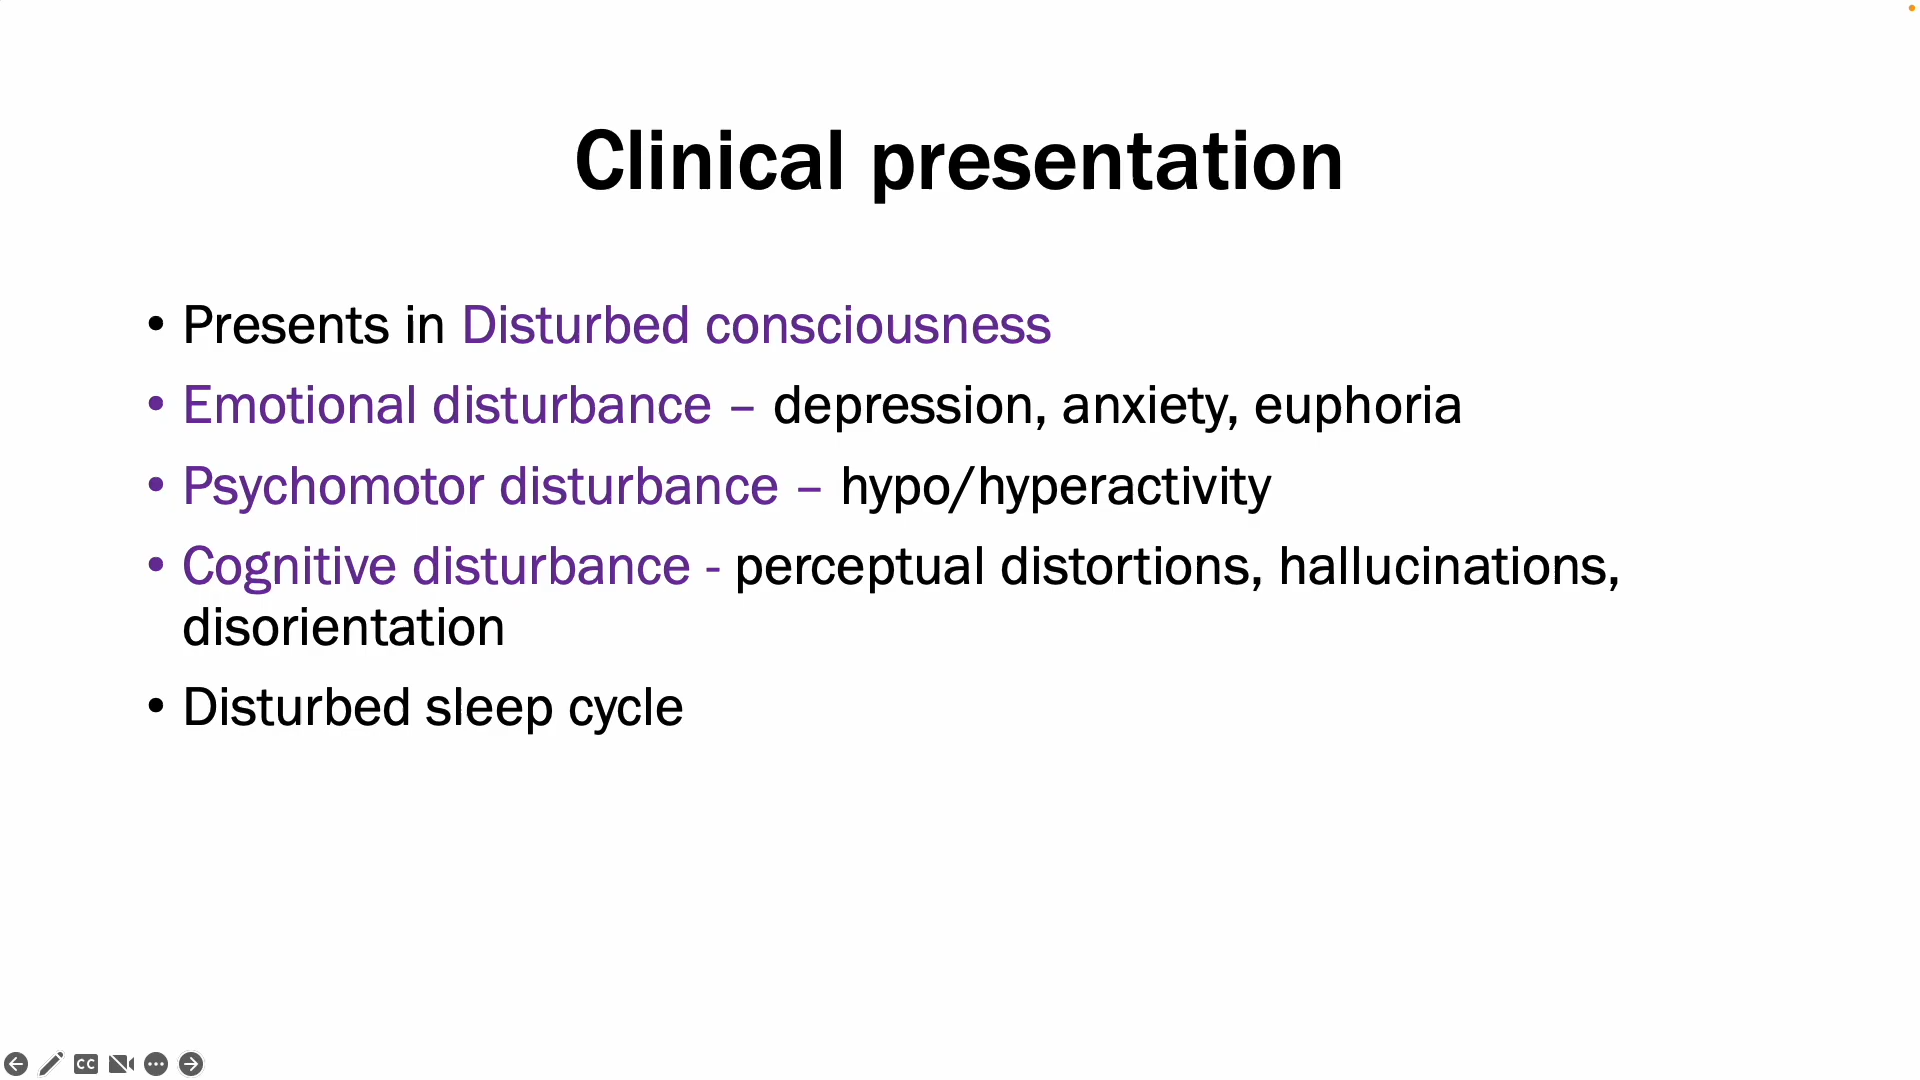 Clinical presentation
• Presents in Disturbed consciousness
• Emotional disturbance – depression, anxiety, euphoria
• Psychomotor disturbance – hypo/hyperactivity
• Cognitive disturbance - perceptual distortions, hallucinations,
disorientation
• Disturbed sleep cycle
CC